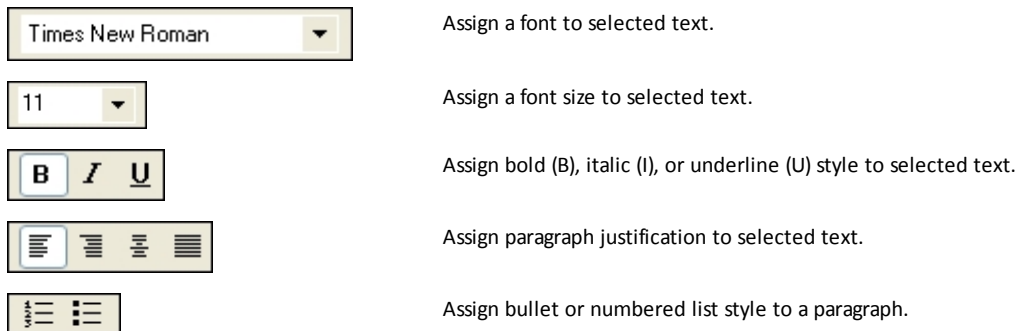 Times New Roman Assign a font to selected text.
11 Assign a font size to selected text.
B I U Assign bold (B), italic (I), or underline (U) style to selected text.
Assign paragraph justification to selected text.
Assign bullet or numbered list style to a paragraph.